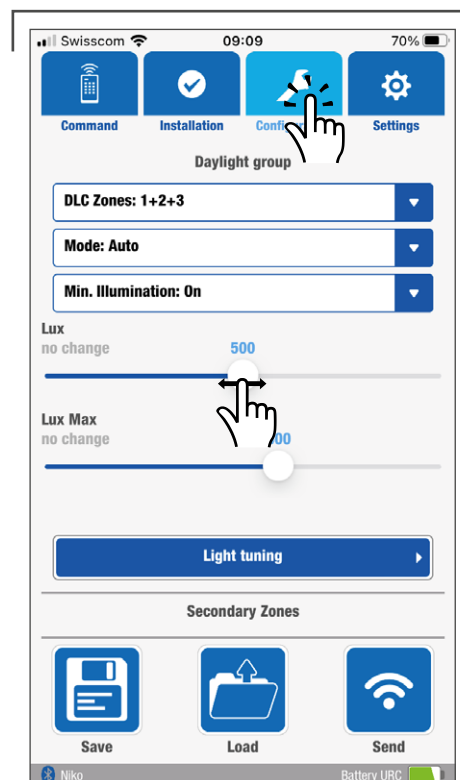 Swisscom 09:09 70%
Command Installation Settings
Daylight group
DLC Zones: 1+2+3
Mode: Auto
Min. Illumination: On
Lux
no change 500
Lux Max
no change
Light tuning
Secondary Zones
Save Load Send
Niko Battery URC